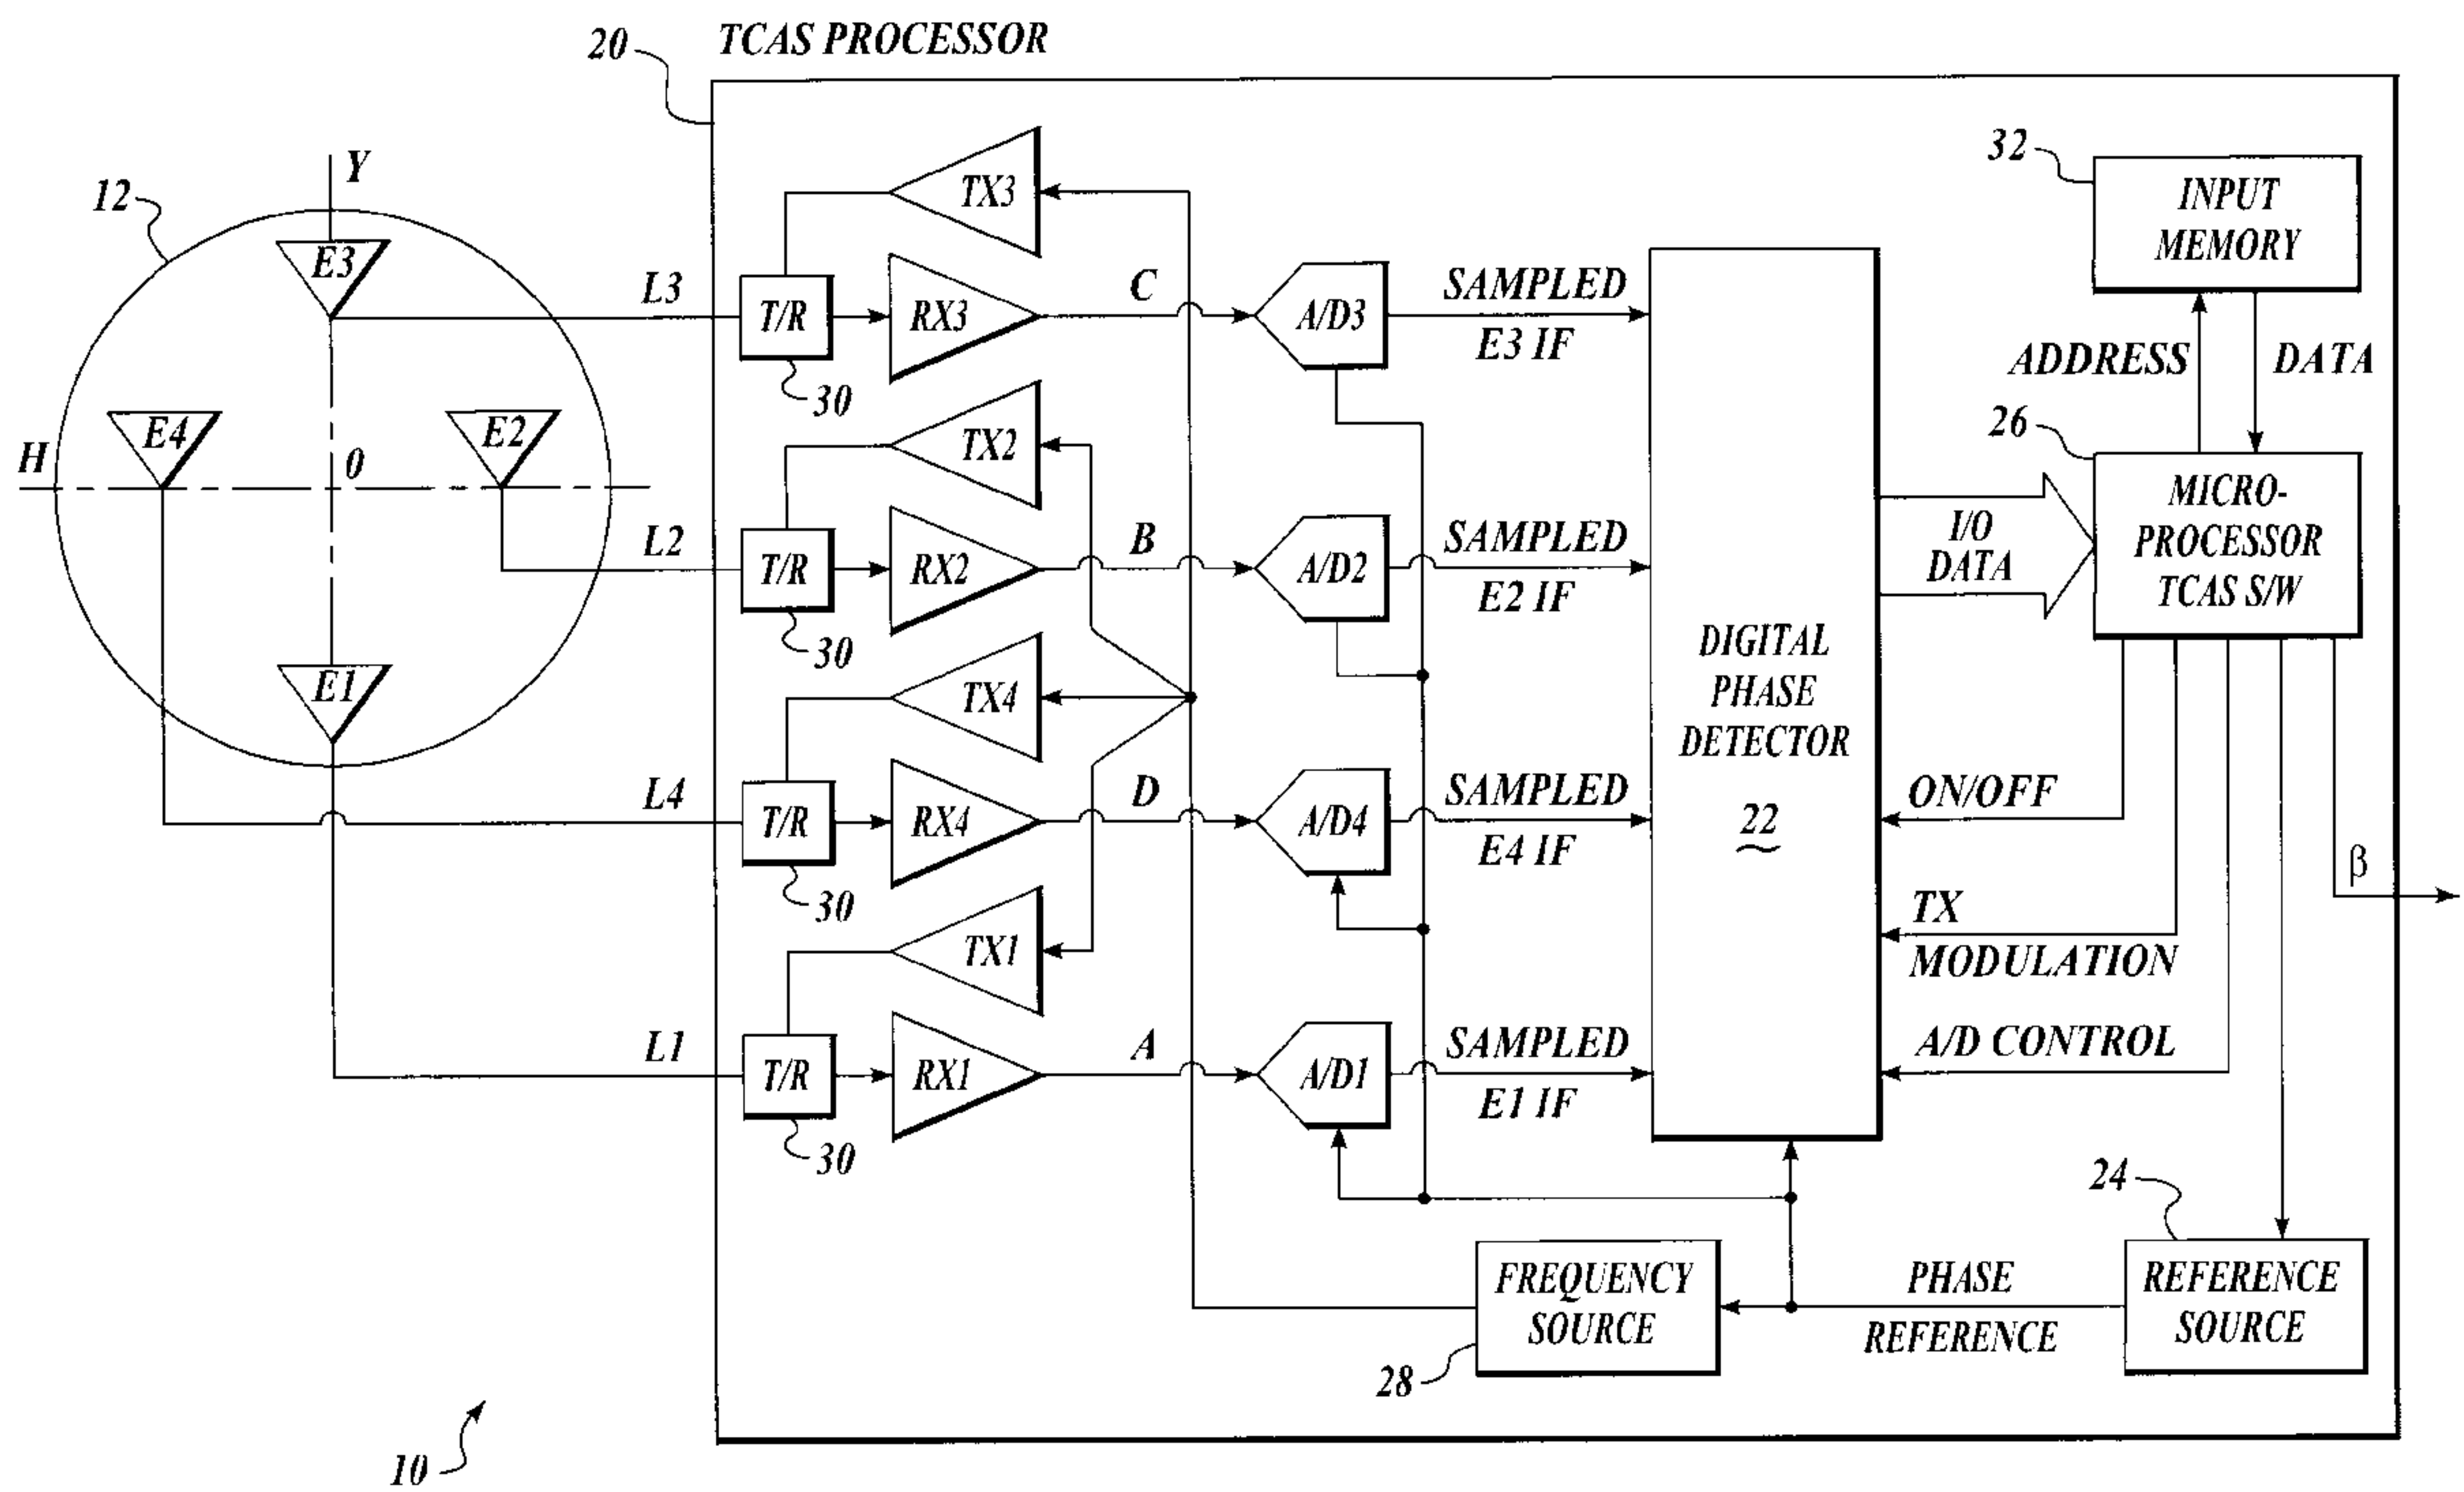 20
TCAS PROCESSOR
12
Y
E3
E4
E2
H
0
E1
L3
L2
L4
L1
TX3
T/R
RX3
30
C
A/D3
SAMPLED
E3 IF
TX2
T/R
RX2
30
B
A/D2
SAMPLED
E2 IF
TX4
T/R
RX4
30
D
A/D4
SAMPLED
E4 IF
TX1
T/R
RX1
30
A
A/D1
SAMPLED
E1 IF
DIGITAL
PHASE
DETECTOR
22
32
INPUT
MEMORY
ADDRESS
DATA
26
MICRO-
PROCESSOR
TCAS S/W
I/O
DATA
ON/OFF
TX
MODULATION
A/D CONTROL
β
24
REFERENCE
SOURCE
PHASE
REFERENCE
FREQUENCY
SOURCE
28
10